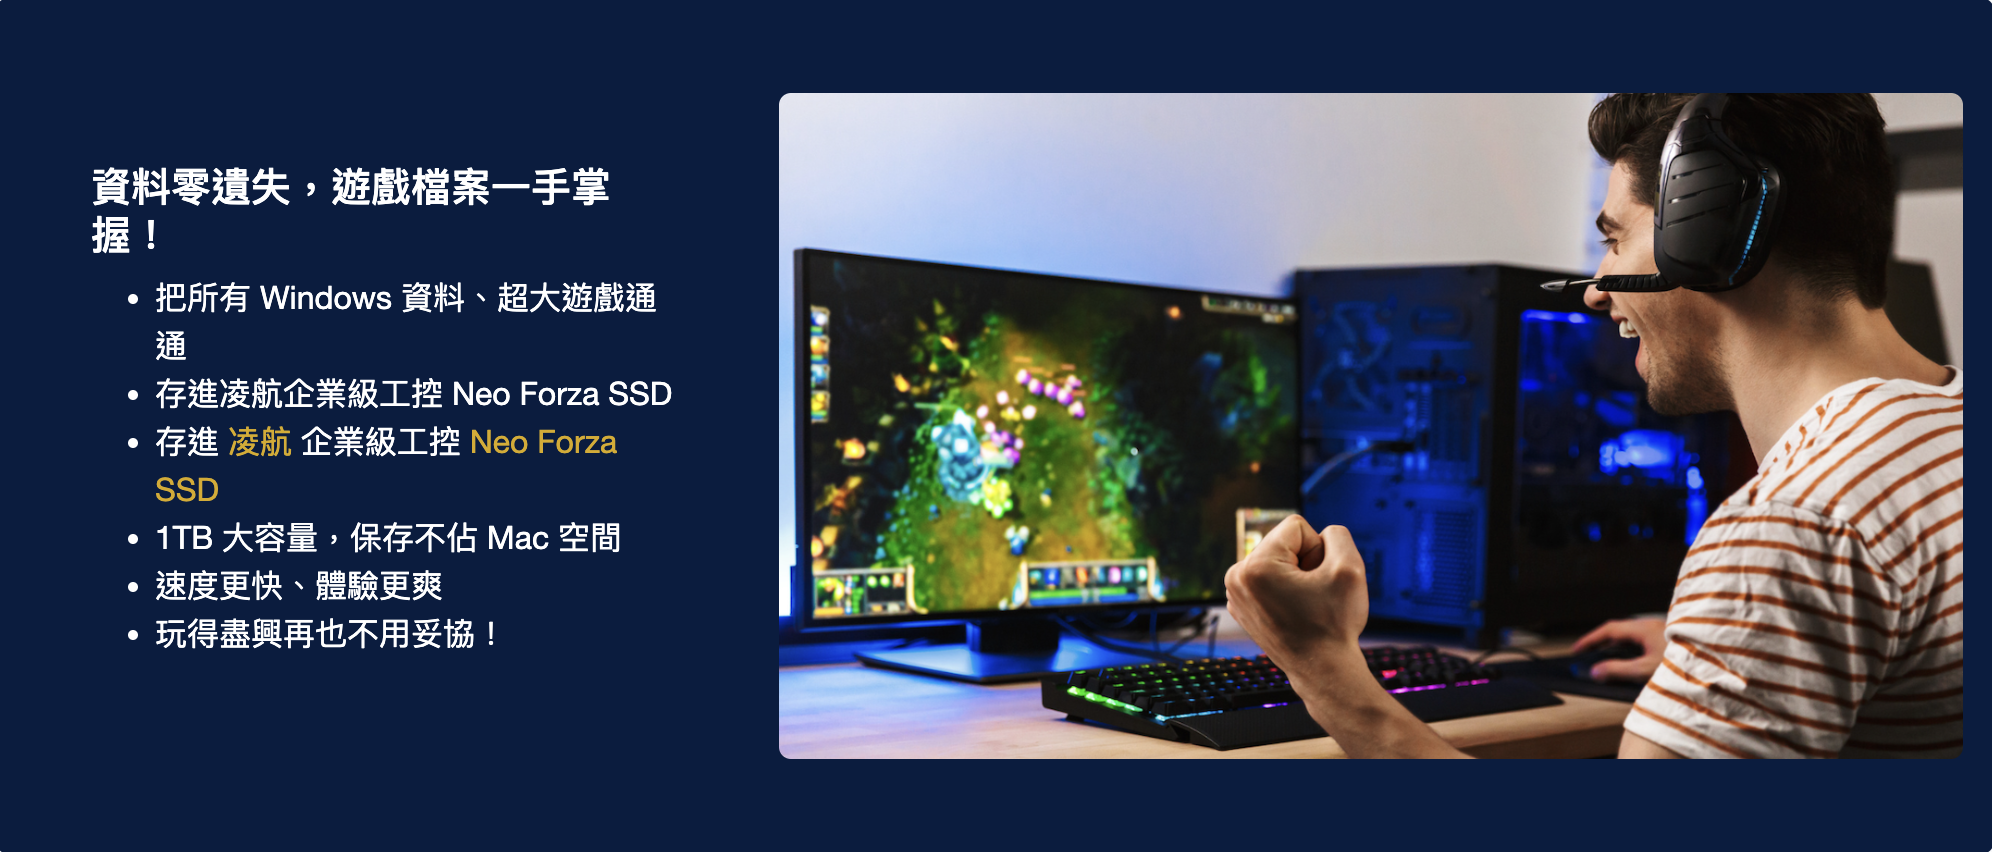 資料零遺失，遊戲檔案一手掌
握！
把所有 Windows 資料、超大遊戲通
通
存進凌航企業級工控 Neo Forza SSD
存進 凌航 企業級工控 Neo Forza
SSD
1TB 大容量，保存不佔 Mac 空間
速度更快、體驗更爽
玩得盡興再也不用妥協！